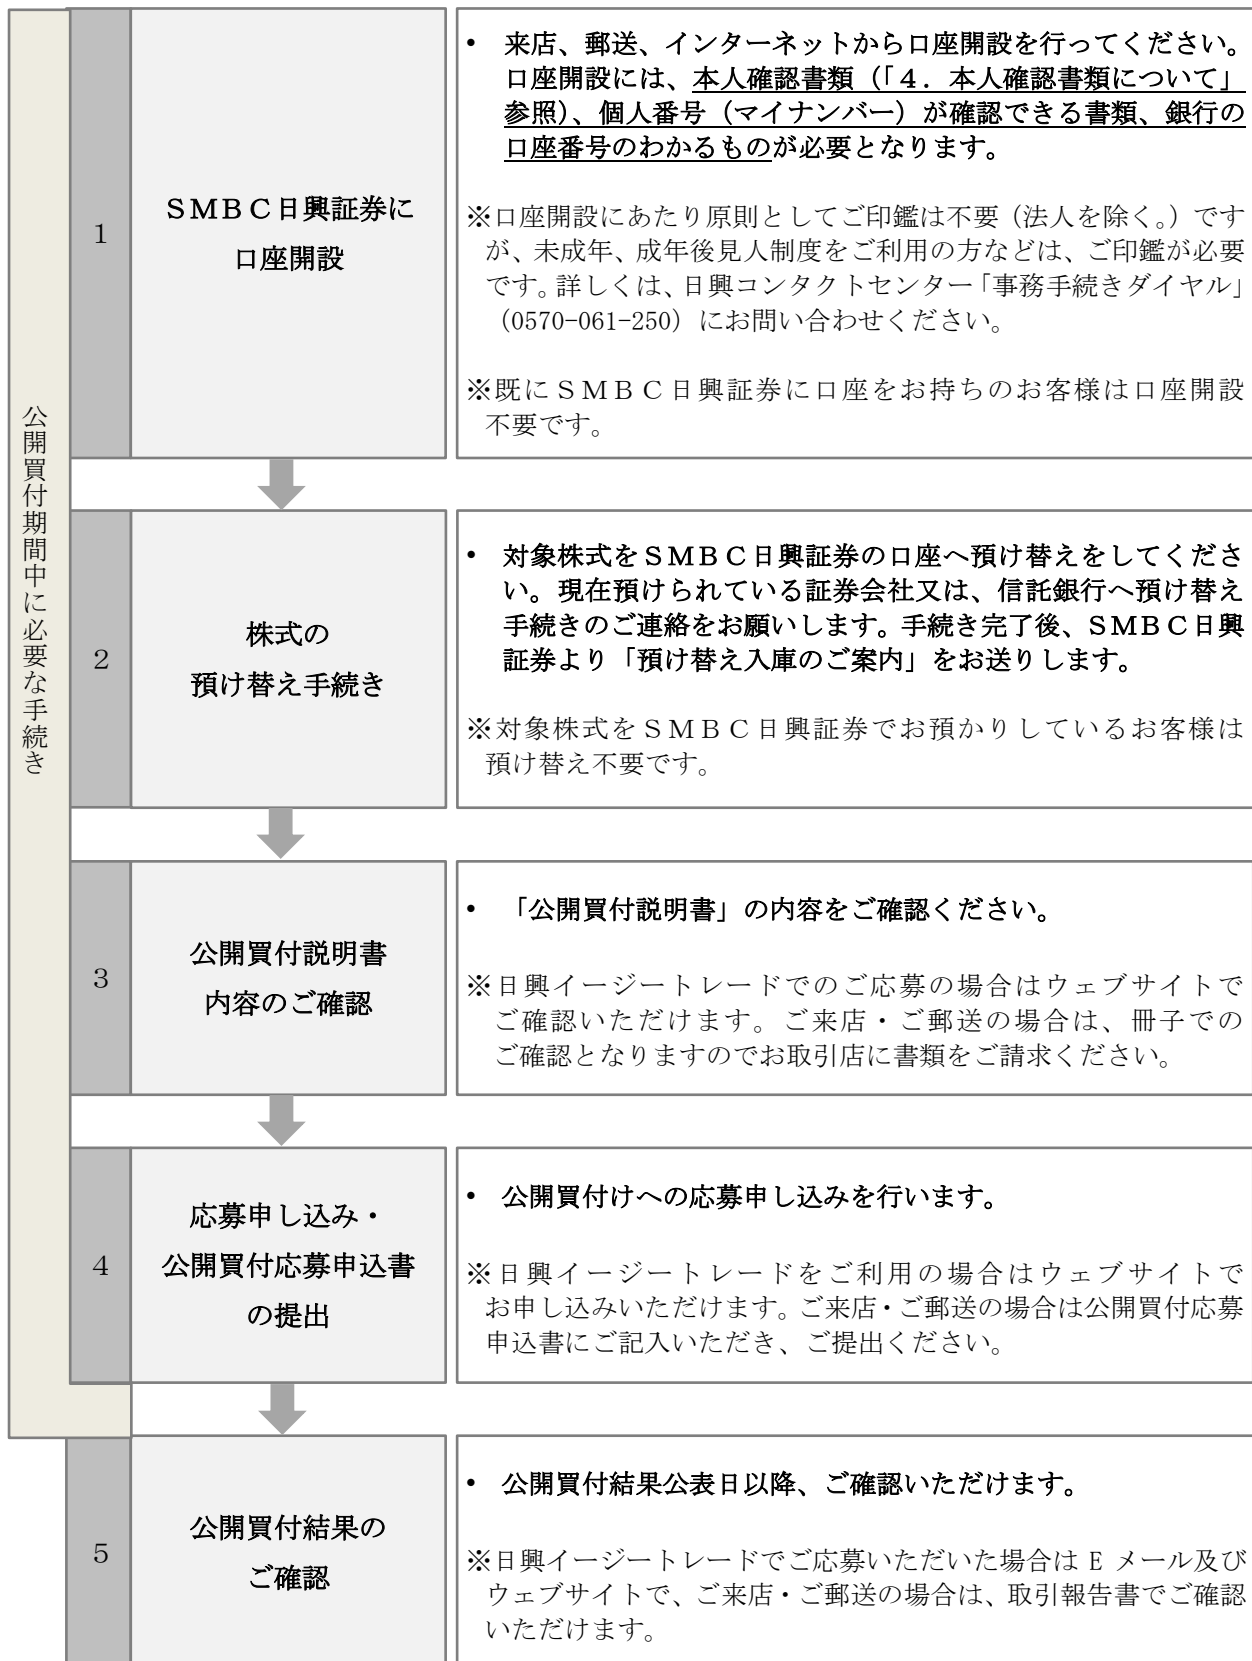 公開買付期間中に必要な手続き
1
ＳＭＢＣ日興証券に
口座開設
• 来店、郵送、インターネットから口座開設を行ってください。
口座開設には、本人確認書類（「４．本人確認書類について」
参照）、個人番号（マイナンバー）が確認できる書類、銀行の
口座番号のわかるものが必要となります。
※口座開設にあたり原則としてご印鑑は不要（法人を除く。）です
が、未成年、成年後見人制度をご利用の方などは、ご印鑑が必要
です。詳しくは、日興コンタクトセンター「事務手続きダイヤル」
（0570-061-250）にお問い合わせください。
※既にＳＭＢＣ日興証券に口座をお持ちのお客様は口座開設
不要です。
2
株式の
預け替え手続き
• 対象株式をＳＭＢＣ日興証券の口座へ預け替えをしてくださ
い。現在預けられている証券会社又は、信託銀行へ預け替え
手続きのご連絡をお願いします。手続き完了後、ＳＭＢＣ日興
証券より「預け替え入庫のご案内」をお送りします。
※対象株式をＳＭＢＣ日興証券でお預かりしているお客様は
預け替え不要です。
3
公開買付説明書
内容のご確認
• 「公開買付説明書」の内容をご確認ください。
※日興イージートレードでのご応募の場合はウェブサイトで
ご確認いただけます。ご来店・ご郵送の場合は、冊子での
ご確認となりますのでお取引店に書類をご請求ください。
4
応募申し込み・
公開買付応募申込書
の提出
• 公開買付けへの応募申し込みを行います。
※日興イージートレードをご利用の場合はウェブサイトで
お申し込みいただけます。ご来店・ご郵送の場合は公開買付応募
申込書にご記入いただき、ご提出ください。
5
公開買付結果の
ご確認
• 公開買付結果公表日以降、ご確認いただけます。
※日興イージートレードでご応募いただいた場合は E メール及び
ウェブサイトで、ご来店・ご郵送の場合は、取引報告書でご確認
いただけます。